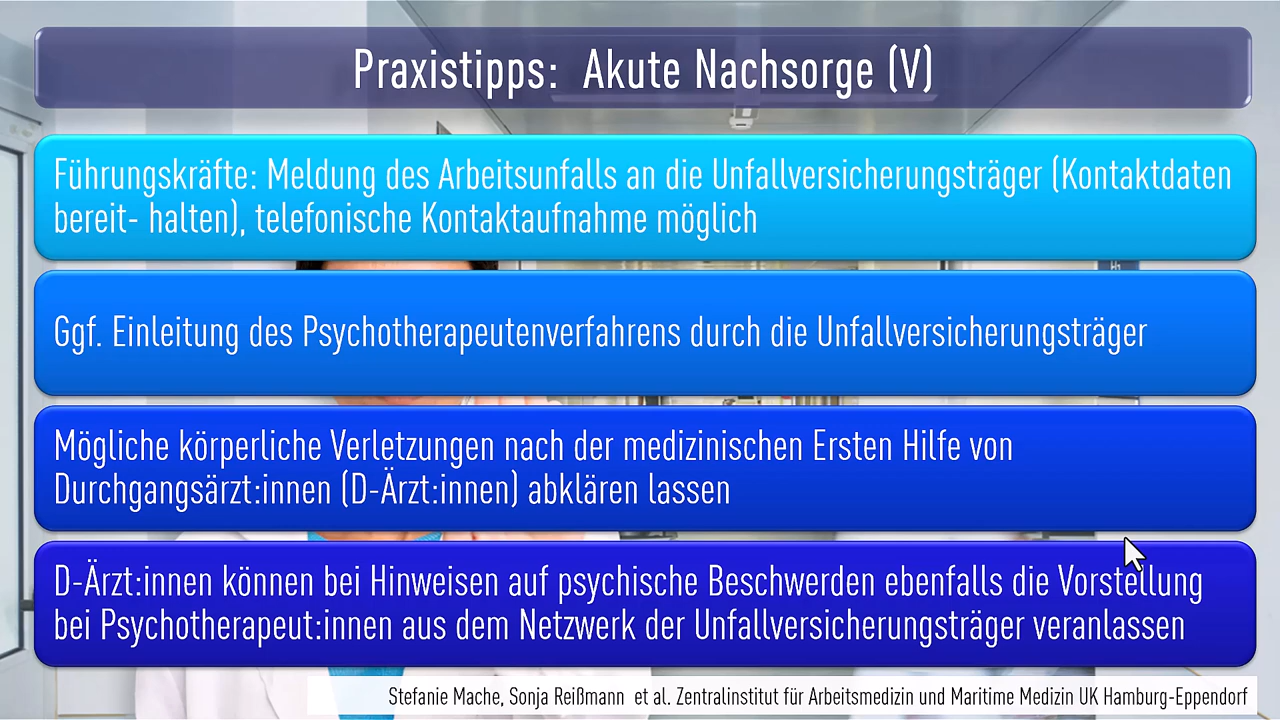 Praxistipps: Akute Nachsorge (V)
Führungskräfte: Meldung des Arbeitsunfalls an die Unfallversicherungsträger (Kontaktdaten
bereit- halten), telefonische Kontaktaufnahme möglich
Ggf. Einleitung des Psychotherapeutenverfahrens durch die Unfallversicherungsträger
Mögliche körperliche Verletzungen nach der medizinischen Ersten Hilfe von
Durchgangsärzt:innen (D-Ärzt:innen) abklären lassen
D-Ärzt:innen können bei Hinweisen auf psychische Beschwerden ebenfalls die Vorstellung
bei Psychotherapeut:innen aus dem Netzwerk der Unfallversicherungsträger veranlassen
Stefanie Mache, Sonja Reißmann et al. Zentralinstitut für Arbeitsmedizin und Maritime Medizin UK Hamburg-Eppendorf